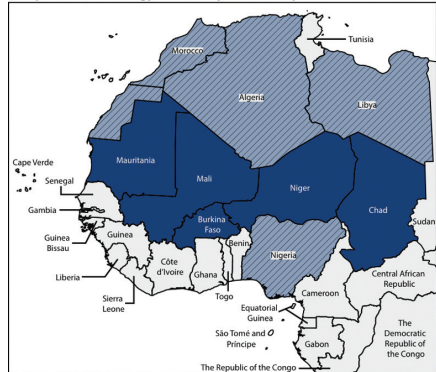 Tunisia
Morocco
Algeria
Libya
Cape Verde
Mauritania
Mali
Niger
Chad
Sudan
Senegal
Gambia
Guinea
Bissau
Guinea
Burkina
Faso
Benin
Nigeria
Côte
d'Ivoire
Ghana
Togo
Liberia
Sierra
Leone
Cameroon
Central African
Republic
Equatorial
Guinea
São Tomé and
Príncipe
Gabon
The
Democratic
Republic of
the Congo
The Republic of the Congo